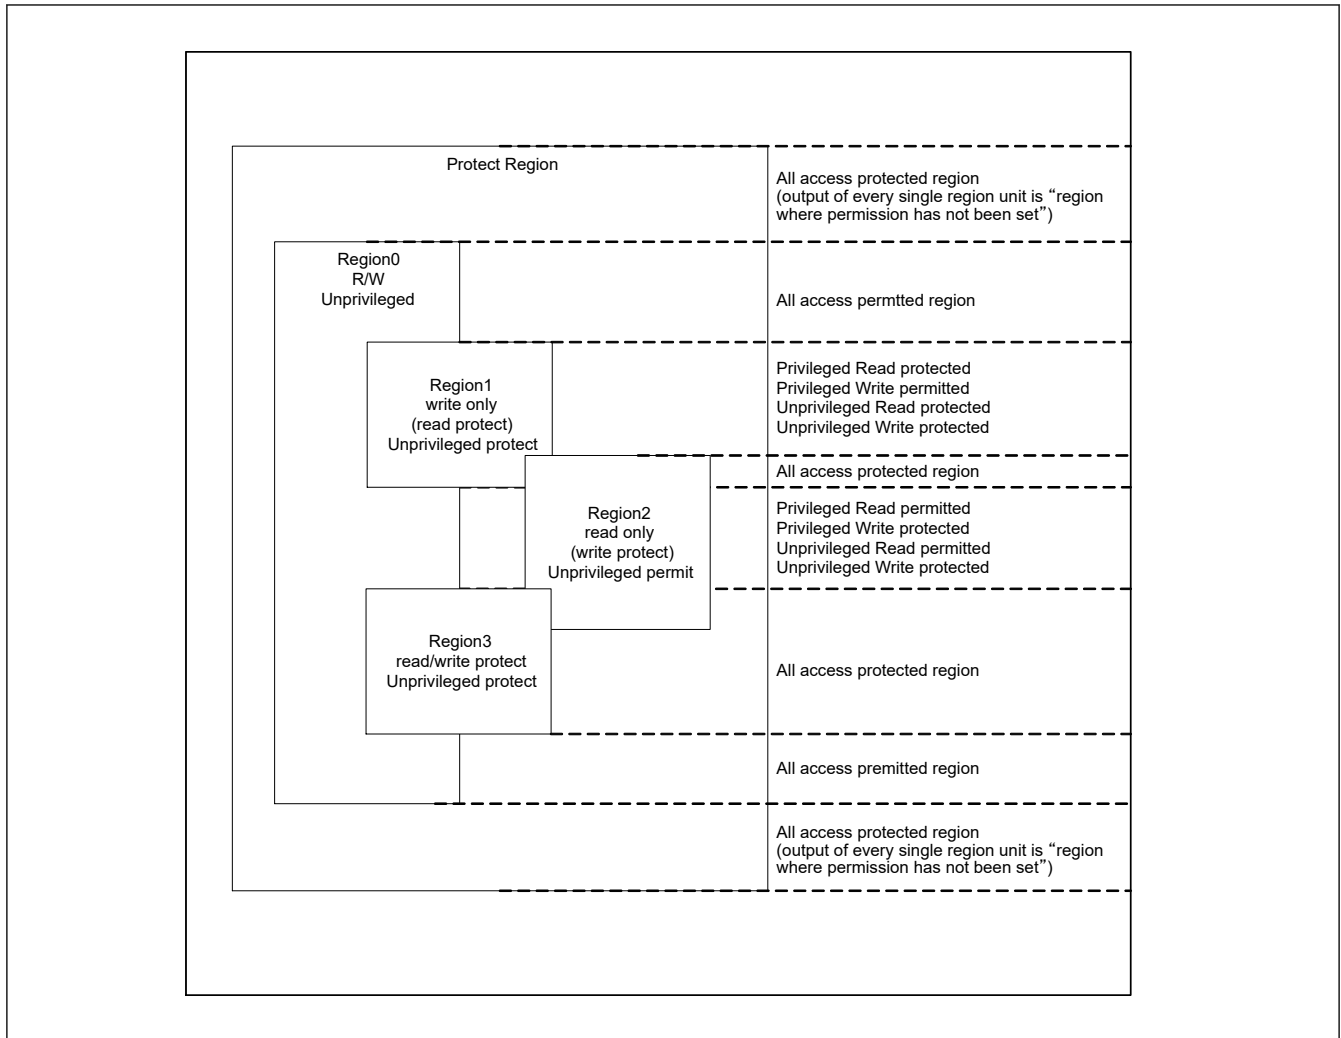 Protect Region
All access protected region
(output of every single region unit is “region
where permission has not been set”)
Region0
R/W
Unprivileged
All access permtted region
Region1
write only
(read protect)
Unprivileged protect
Privileged Read protected
Privileged Write permitted
Unprivileged Read protected
Unprivileged Write protected
All access protected region
Region2
read only
(write protect)
Unprivileged permit
Privileged Read permitted
Privileged Write protected
Unprivileged Read permitted
Unprivileged Write protected
Region3
read/write protect
Unprivileged protect
All access protected region
All access premitted region
All access protected region
(output of every single region unit is “region
where permission has not been set”)